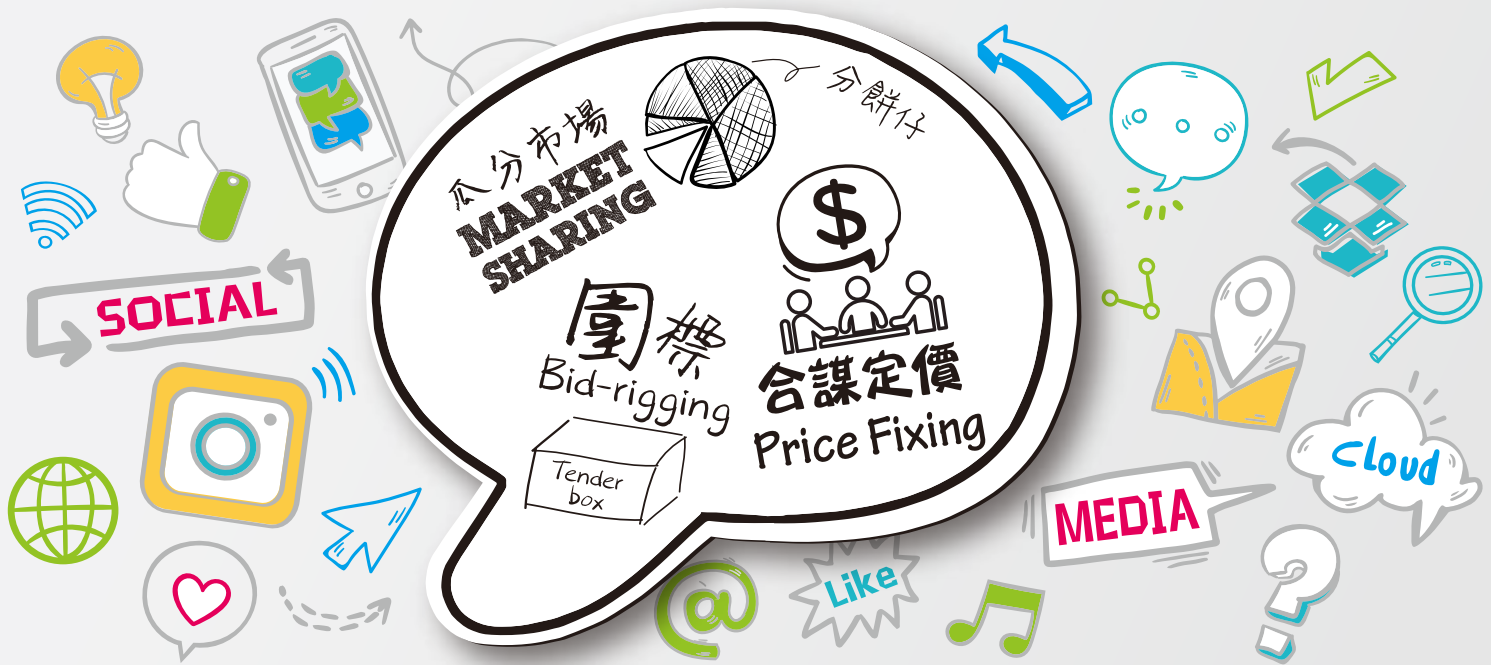 瓜分市場
MARKET
SHARING
分餅仔
$
圍標
Bid-rigging
Tender
box
合謀定價
Price Fixing
SOCIAL
@
Like
MEDIA
Cloud
?